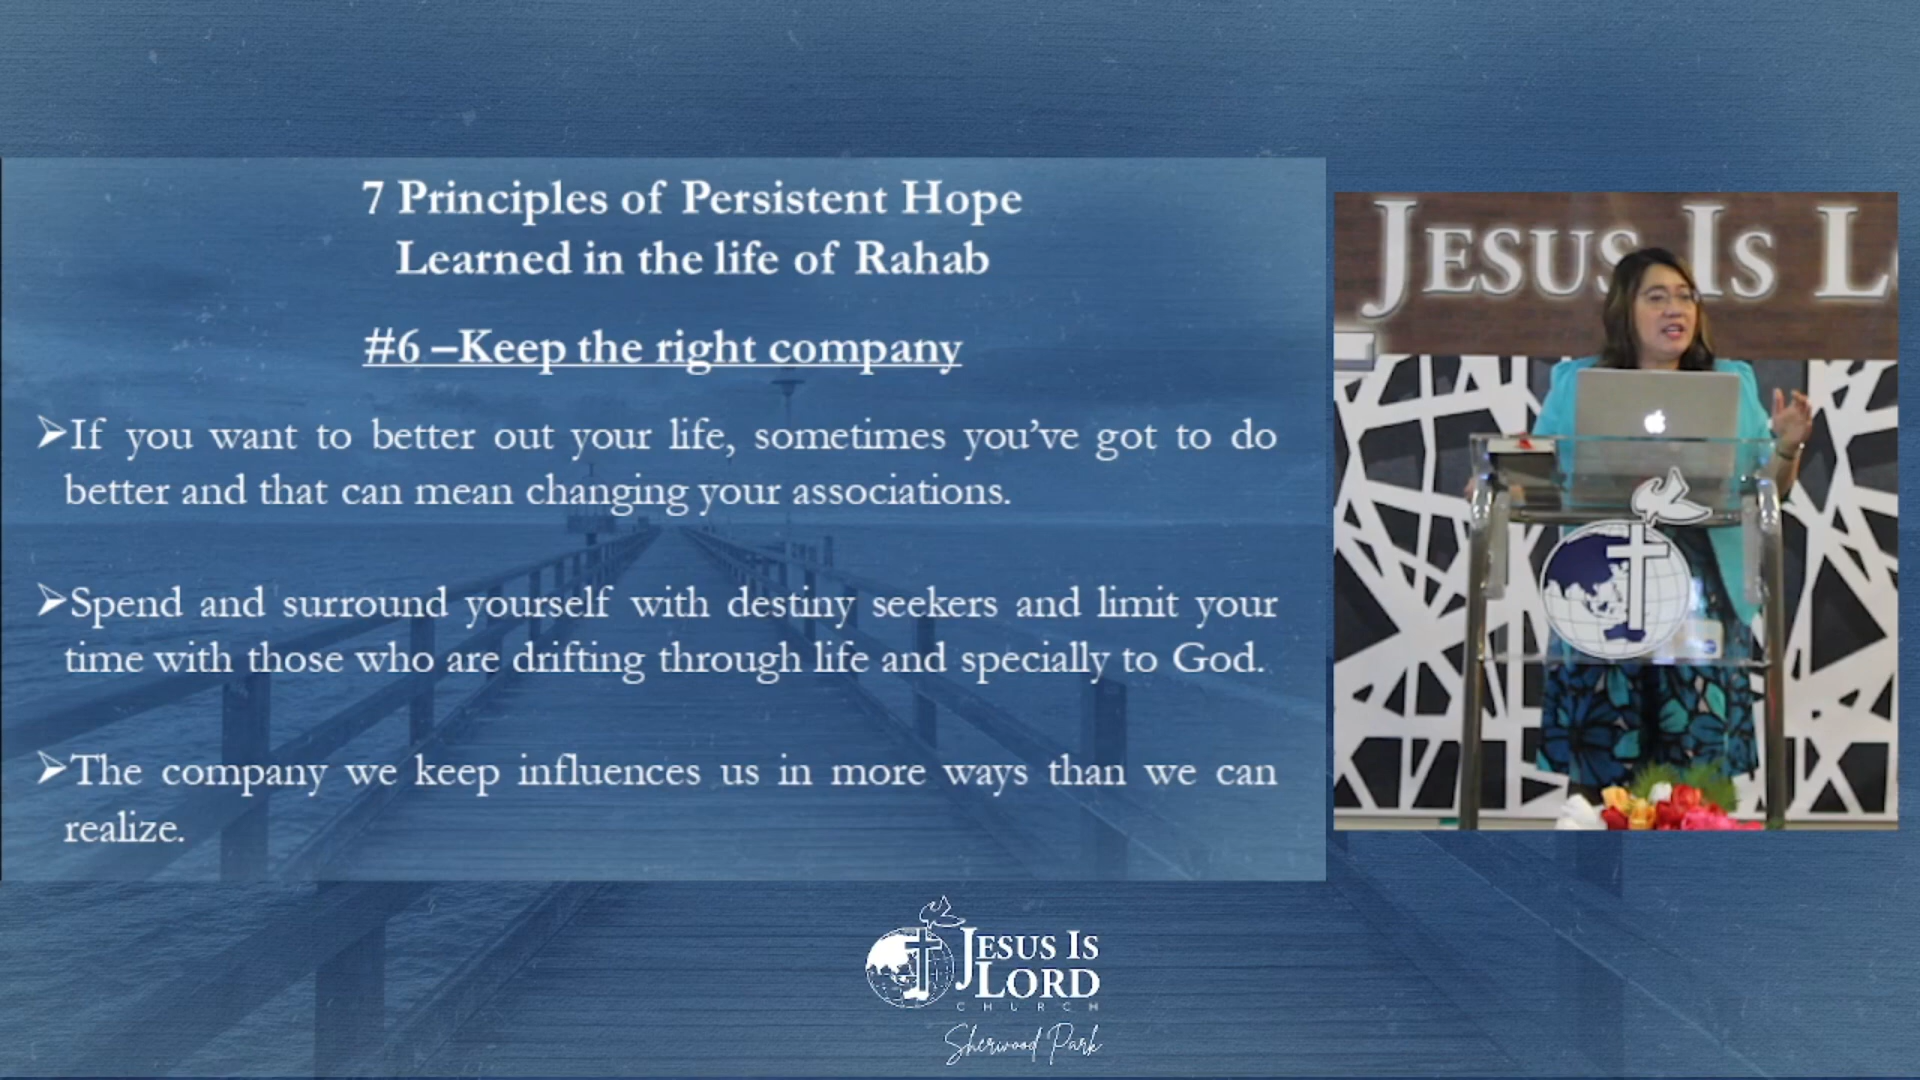 7 Principles of Persistent Hope
Learned in the life of Rahab
#6 –Keep the right company
➢If you want to better out your life, sometimes you’ve got to do
better and that can mean changing your associations.
➢Spend and surround yourself with destiny seekers and limit your
time with those who are drifting through life and specially to God.
➢The company we keep influences us in more ways than we can
realize.
JESUS IS L
JESUS IS
LORD
CHURCH
Sherwood Park